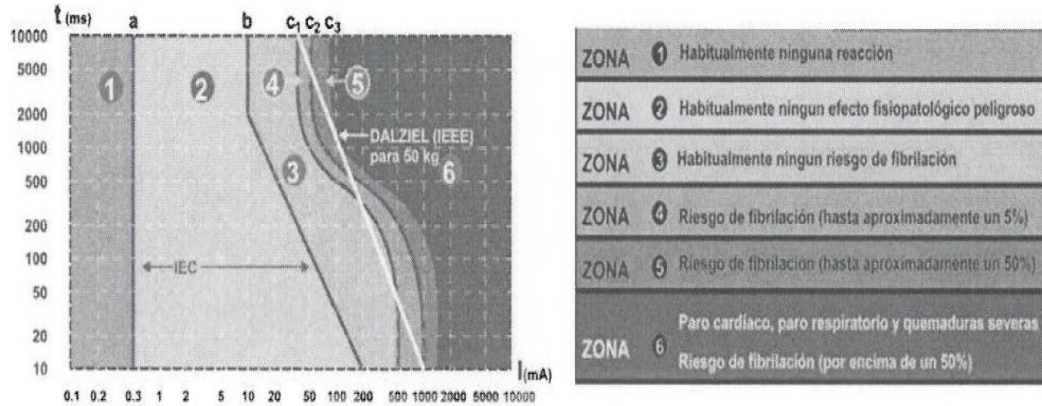 t (ms) a b c1 c2 c3
10000
5000
2000
1000
500
200
100
50
20
10
1
2
4
5
DALZIEL (IEEE)
para 50 kg
3
6
IEC
I(mA)
0.1 0.2 0.3 1 2 5 10 20 50 100 200 500 1000 2000 5000 10000
ZONA 1 Habitualmente ninguna reacción
ZONA 2 Habitualmente ningun efecto fisiopatológico peligroso
ZONA 3 Habitualmente ningun riesgo de fibrilación
ZONA 4 Riesgo de fibrilación (hasta aproximadamente un 5%)
ZONA 5 Riesgo de fibrilación (hasta aproximadamente un 50%)
ZONA 6 Paro cardíaco, paro respiratorio y quemaduras severas
Riesgo de fibrilación (por encima de un 50%)